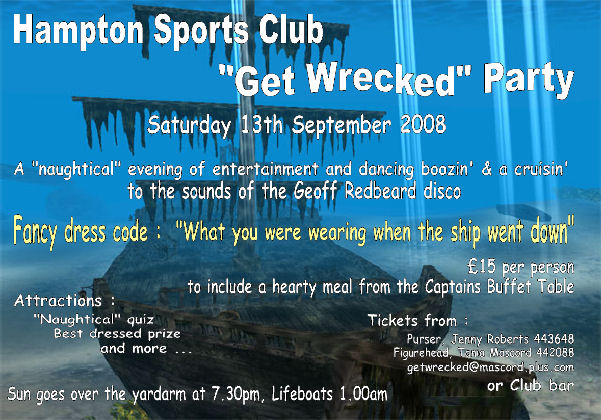 Hampton Sports Club
"Get Wrecked" Party
Saturday 13th September 2008
A "naughtical" evening of entertainment and dancing boozin' & a cruisin'
to the sounds of the Geoff Redbeard disco
Fancy dress code : "What you were wearing when the ship went down"
£15 per person
to include a hearty meal from the Captains Buffet Table
Attractions :
"Naughtical" quiz
Best dressed prize
and more ...
Tickets from :
Purser, Jenny Roberts 443648
Figurehead, Tania Mascord 442088
getwrecked@mascord.plus.com
or Club bar
Sun goes over the yardarm at 7.30pm, Lifeboats 1.00am